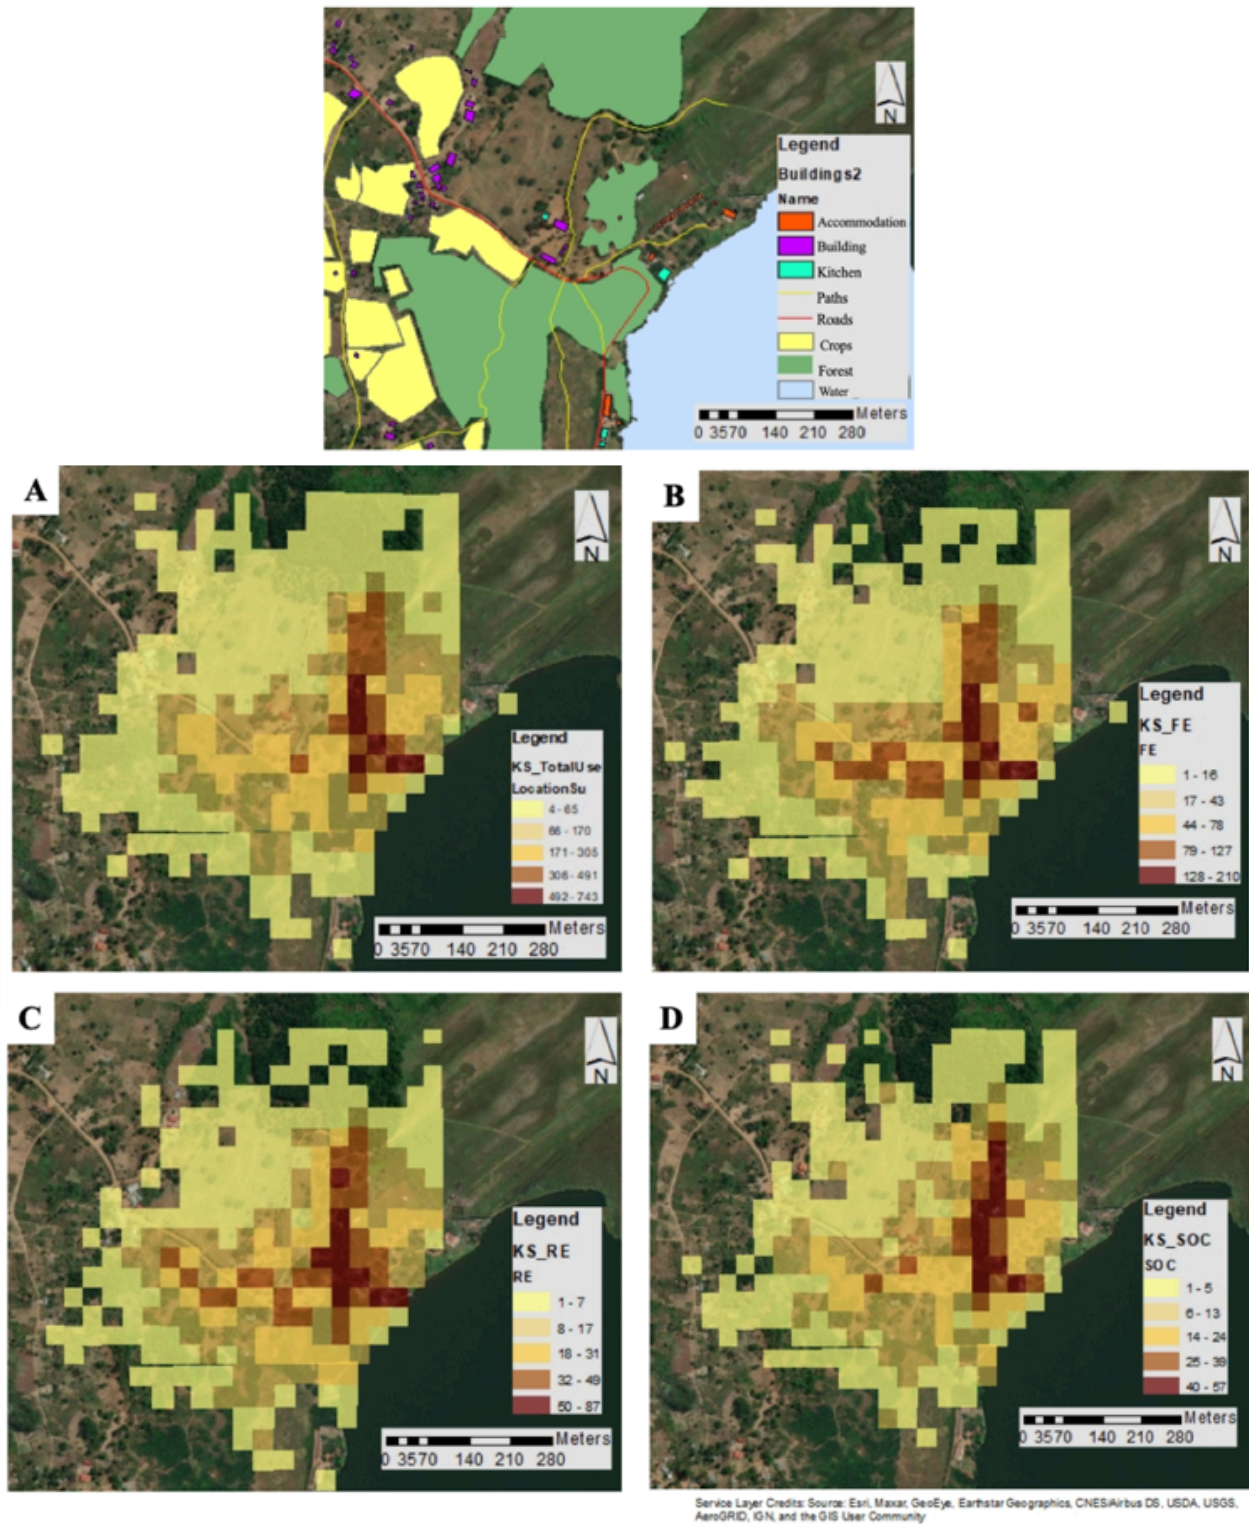 N
Legend
Buildings2
Name
Accommodation
Building
Kitchen
Paths
Roads
Crops
Forest
Water
Meters
0 3570 140 210 280
A
N
Legend
KS_TotalUse
LocationSu
4 - 65
66 - 170
171 - 305
306 - 491
492 - 743
Meters
0 3570 140 210 280
B
N
Legend
KS_FE
FE
1 - 16
17 - 43
44 - 78
79 - 127
128 - 210
Meters
0 3570 140 210 280
C
N
Legend
KS_RE
RE
1 - 7
8 - 17
18 - 31
32 - 49
50 - 87
Meters
0 3570 140 210 280
D
N
Legend
KS_SOC
SOC
1 - 5
6 - 13
14 - 24
25 - 39
40 - 57
Meters
0 3570 140 210 280
Service Layer Credits: Source: Esri, Maxar, GeoEye, Earthstar Geographics, CNES/Airbus DS, USDA, USGS,
AeroGRID, IGN, and the GIS User Community